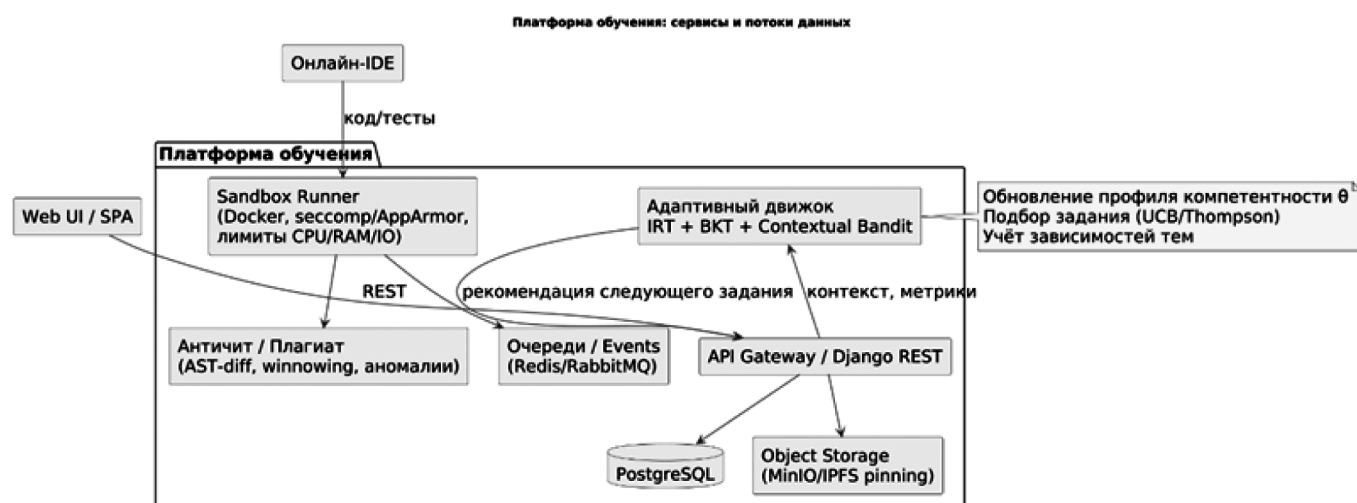 Платформа обучения: сервисы и потоки данных
Онлайн-IDE
код/тесты
Платформа обучения
Web UI / SPA
Sandbox Runner
(Docker, seccomp/AppArmor,
лимиты CPU/RAM/IO)
Адаптивный движок
IRT + BKT + Contextual Bandit
Обновление профиля компетентности θ
Подбор задания (UCB/Thompson)
Учёт зависимостей тем
REST
рекомендация следующего задания
контекст, метрики
Античит / Плагиат
(AST-diff, winnowing, аномалии)
Очереди / Events
(Redis/RabbitMQ)
API Gateway / Django REST
PostgreSQL
Object Storage
(MinIO/IPFS pinning)